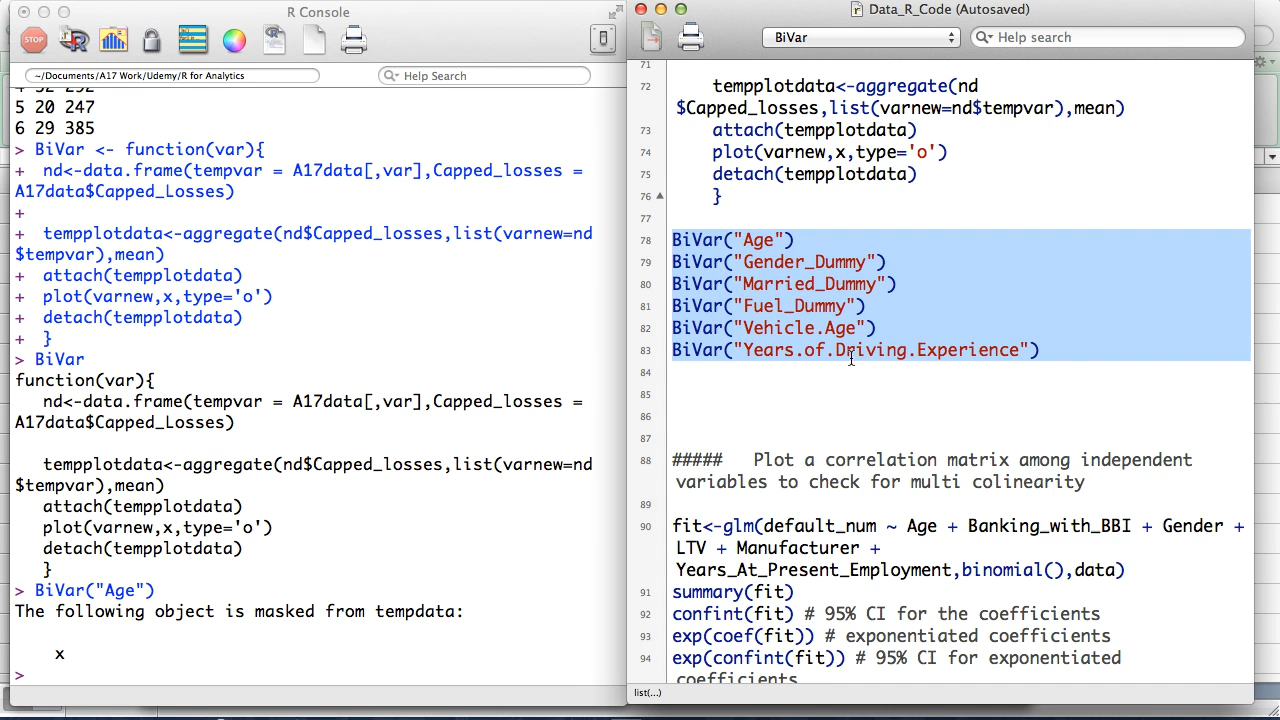 R Console
STOP
~/Documents/A17 Work/Udemy/R for Analytics
Help Search
5 20 247
6 29 385
> BiVar <- function(var){
+  nd<-data.frame(tempvar = A17data[,var],Capped_losses =
A17data$Capped_Losses)
+
+  tempplotdata<-aggregate(nd$Capped_losses,list(varnew=nd
$tempvar),mean)
+  attach(tempplotdata)
+  plot(varnew,x,type='o')
+  detach(tempplotdata)
+  }
> BiVar
function(var){
nd<-data.frame(tempvar = A17data[,var],Capped_losses =
A17data$Capped_Losses)
tempplotdata<-aggregate(nd$Capped_losses,list(varnew=nd
$tempvar),mean)
attach(tempplotdata)
plot(varnew,x,type='o')
detach(tempplotdata)
}
> BiVar("Age")
The following object is masked from tempdata:
x
>
Data_R_Code (Autosaved)
BiVar
Help search
71
72 tempplotdata<-aggregate(nd
$Capped_losses,list(varnew=nd$tempvar),mean)
73 attach(tempplotdata)
74 plot(varnew,x,type='o')
75 detach(tempplotdata)
76 }
77
78 BiVar("Age")
79 BiVar("Gender_Dummy")
80 BiVar("Married_Dummy")
81 BiVar("Fuel_Dummy")
82 BiVar("Vehicle.Age")
83 BiVar("Years.of.Driving.Experience")
84
85
86
87
88 #####   Plot a correlation matrix among independent
variables to check for multi colinearity
89
90 fit<-glm(default_num ~ Age + Banking_with_BBI + Gender +
LTV + Manufacturer +
Years_At_Present_Employment,binomial(),data)
91 summary(fit)
92 confint(fit) # 95% CI for the coefficients
93 exp(coef(fit)) # exponentiated coefficients
94 exp(confint(fit)) # 95% CI for exponentiated
coefficients
list(...)